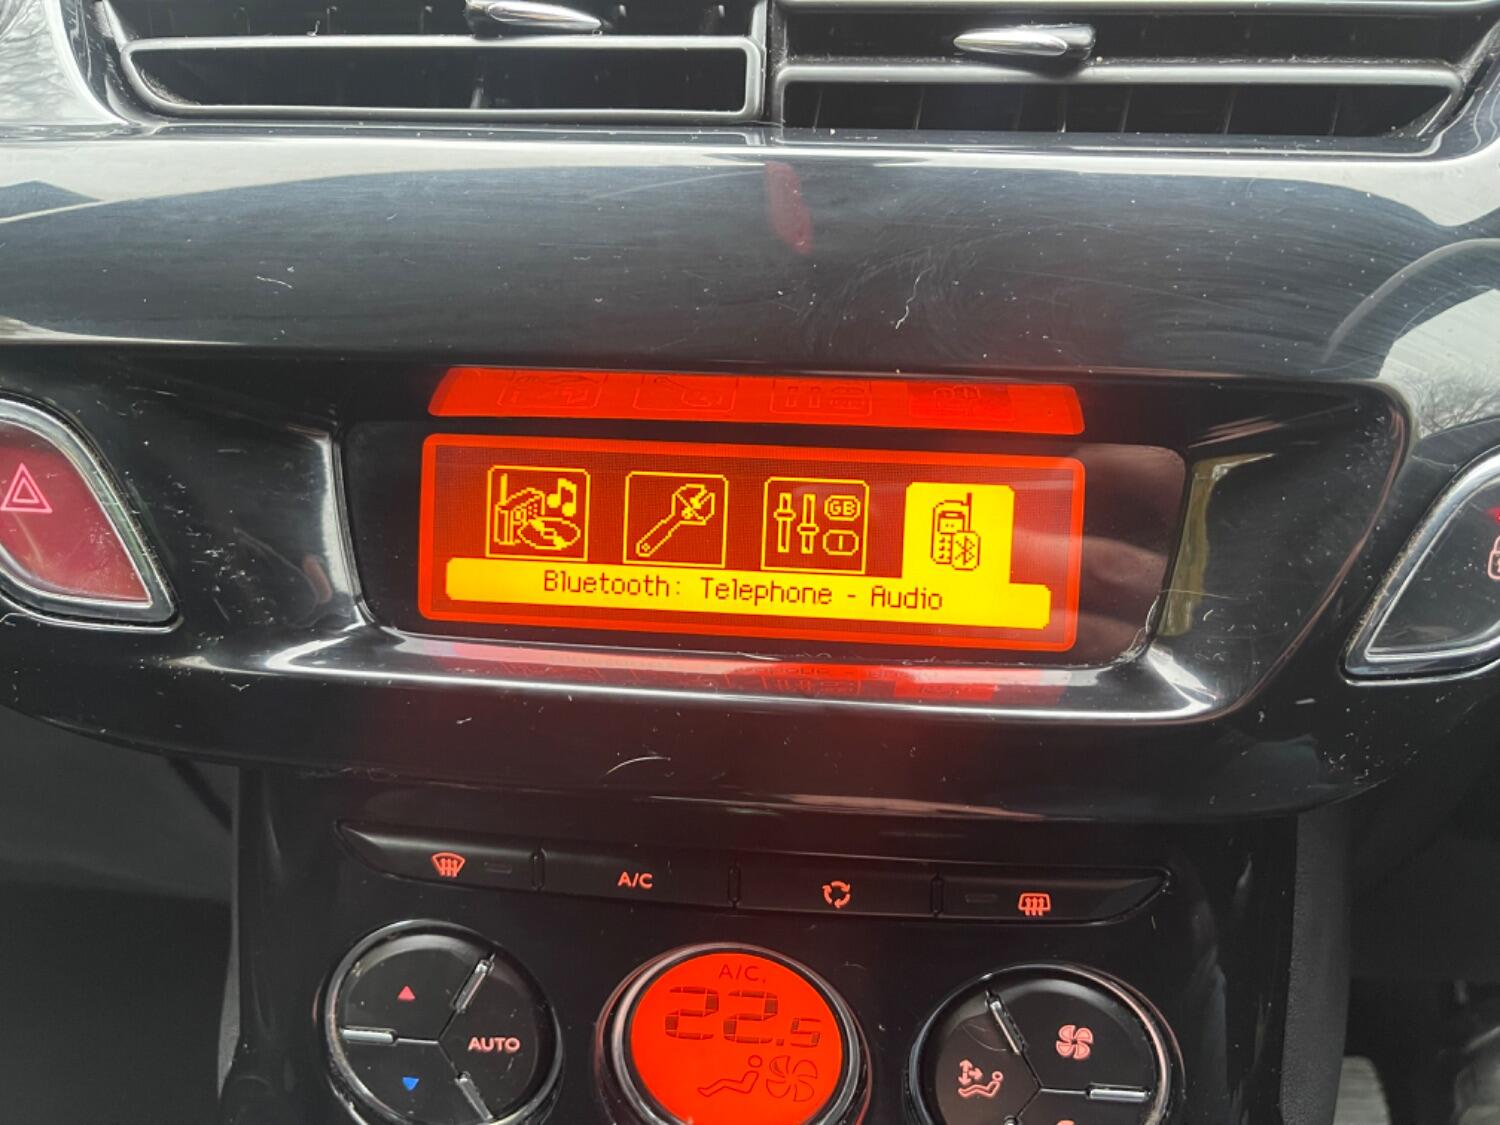 GB
Bluetooth: Telephone - Audio
A/C
A/C
22.5
AUTO